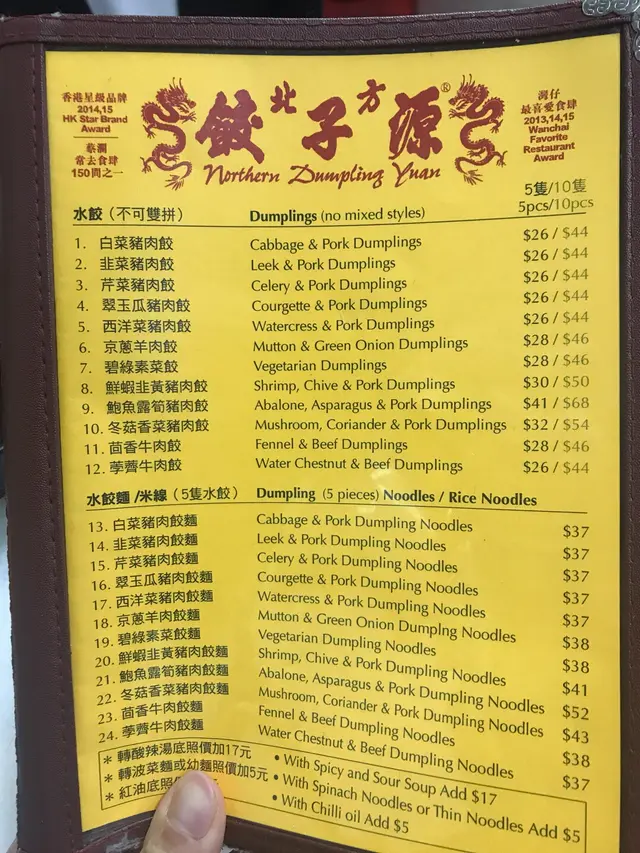 香港星級品牌
2014,15
HK Star Brand
Award
蔡瀾
常去食肆
150間之一
北方
餃子源®
Northern Dumpling Yuan
灣仔
最喜愛食肆
2013,14,15
Wanchai
Favorite
Restaurant
Award
5隻/10隻
水餃 (不可雙拼) Dumplings (no mixed styles) 5pcs/10pcs
1. 白菜豬肉餃 Cabbage & Pork Dumplings $26 / $44
2. 韭菜豬肉餃 Leek & Pork Dumplings $26 / $44
3. 芹菜豬肉餃 Celery & Pork Dumplings $26 / $44
4. 翠玉瓜豬肉餃 Courgette & Pork Dumplings $26 / $44
5. 西洋菜豬肉餃 Watercress & Pork Dumplings $26 / $44
6. 京蔥羊肉餃 Mutton & Green Onion Dumplings $28 / $46
7. 碧綠素菜餃 Vegetarian Dumplings $28 / $46
8. 鮮蝦韭黃豬肉餃 Shrimp, Chive & Pork Dumplings $30 / $50
9. 鮑魚露筍豬肉餃 Abalone, Asparagus & Pork Dumplings $41 / $68
10. 冬菇香菜豬肉餃 Mushroom, Coriander & Pork Dumplings $32 / $54
11. 茴香牛肉餃 Fennel & Beef Dumplings $28 / $46
12. 荸薺牛肉餃 Water Chestnut & Beef Dumplings $26 / $44
水餃麵 /米線 (5隻水餃) Dumpling (5 pieces) Noodles / Rice Noodles
13. 白菜豬肉餃麵 Cabbage & Pork Dumpling Noodles $37
14. 韭菜豬肉餃麵 Leek & Pork Dumpling Noodles $37
15. 芹菜豬肉餃麵 Celery & Pork Dumpling Noodles $37
16. 翠玉瓜豬肉餃麵 Courgette & Pork Dumpling Noodles $37
17. 西洋菜豬肉餃麵 Watercress & Pork Dumpling Noodles $37
18. 京蔥羊肉餃麵 Mutton & Green Onion Dumplng Noodles $38
19. 碧綠素菜餃麵 Vegetarian Dumpling Noodles $38
20. 鮮蝦韭黃豬肉餃麵 Shrimp, Chive & Pork Dumpling Noodles $41
21. 鮑魚露筍豬肉餃麵 Abalone, Asparagus & Pork Dumpling Noodles $52
22. 冬菇香菜豬肉餃麵 Mushroom, Coriander & Pork Dumpling Noodles $43
23. 茴香牛肉餃麵 Fennel & Beef Dumpling Noodles $38
24. 荸薺牛肉餃麵 Water Chestnut & Beef Dumpling Noodles $37
* 轉酸辣湯底照價加17元 • With Spicy and Sour Soup Add $17
* 轉波菜麵或幼麵照價加5元 • With Spinach Noodles or Thin Noodles Add $5
* 紅油底照 • With Chilli oil Add $5